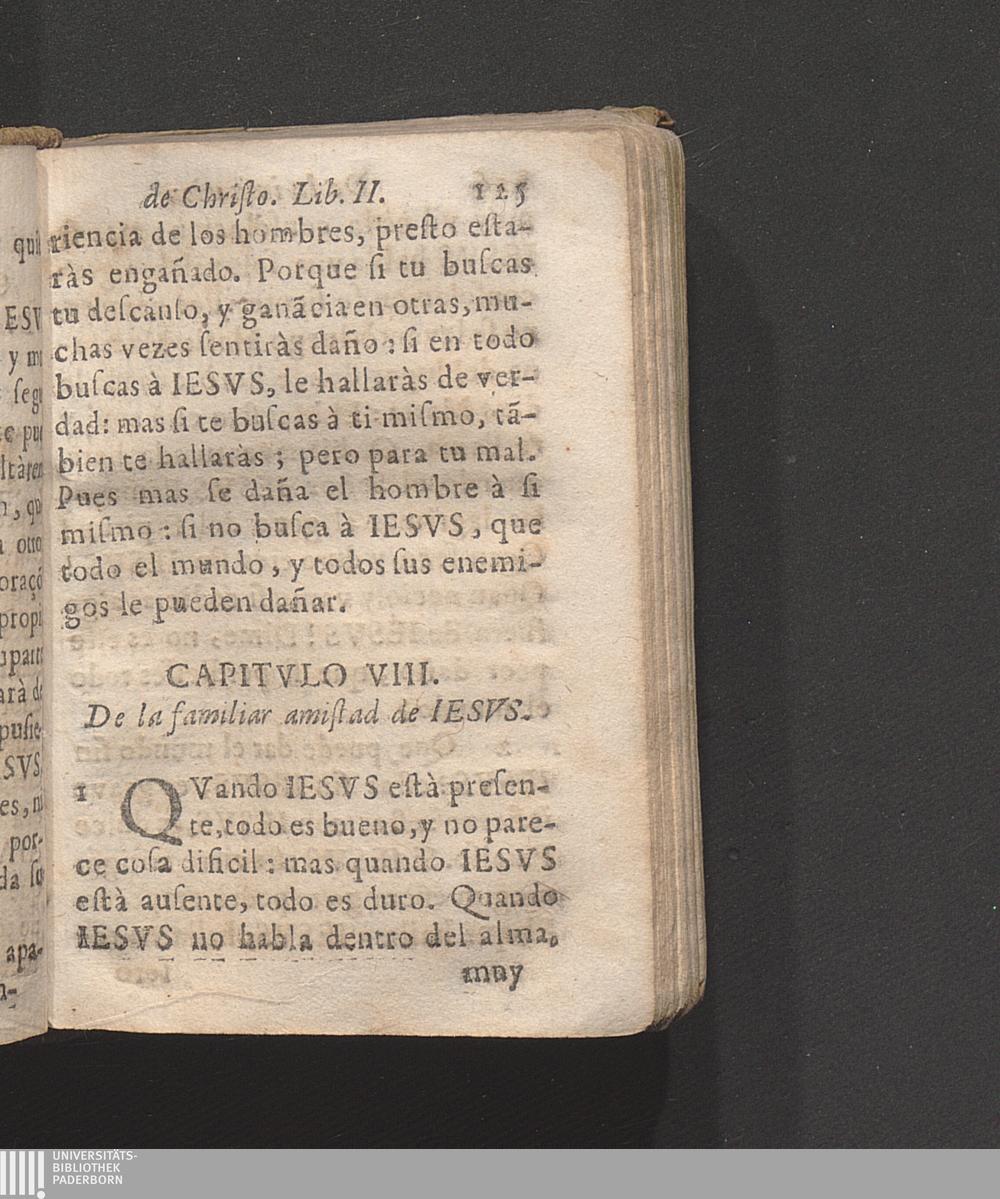 de Chriſto. Lib. II. 125
riencia de los hombres, preſto eſta-
ràs engañado. Porque ſi tu buſcas
tu deſcanſo, y ganācia en otras, mu-
chas vezes ſentiràs daño : ſi en todo
buſcas à IESVS, le hallaràs de ver-
dad: mas ſi te buſcas à ti miſmo, tā-
bien te hallaràs ; pero para tu mal.
Pues mas ſe daña el hombre à ſi
miſmo : ſi no buſca à IESVS, que
todo el mundo, y todos ſus enemi-
gos le pueden dañar.
CAPITVLO VIII.
De la familiar amiſtad de IESVS.
1 QVando IESVS eſtà preſen-
te, todo es bueno, y no pare-
ce coſa dificil : mas quando IESVS
eſtà auſente, todo es duro. Quando
IESVS no habla dentro del alma,
muy
UNIVERSITÄTS-
BIBLIOTHEK
PADERBORN